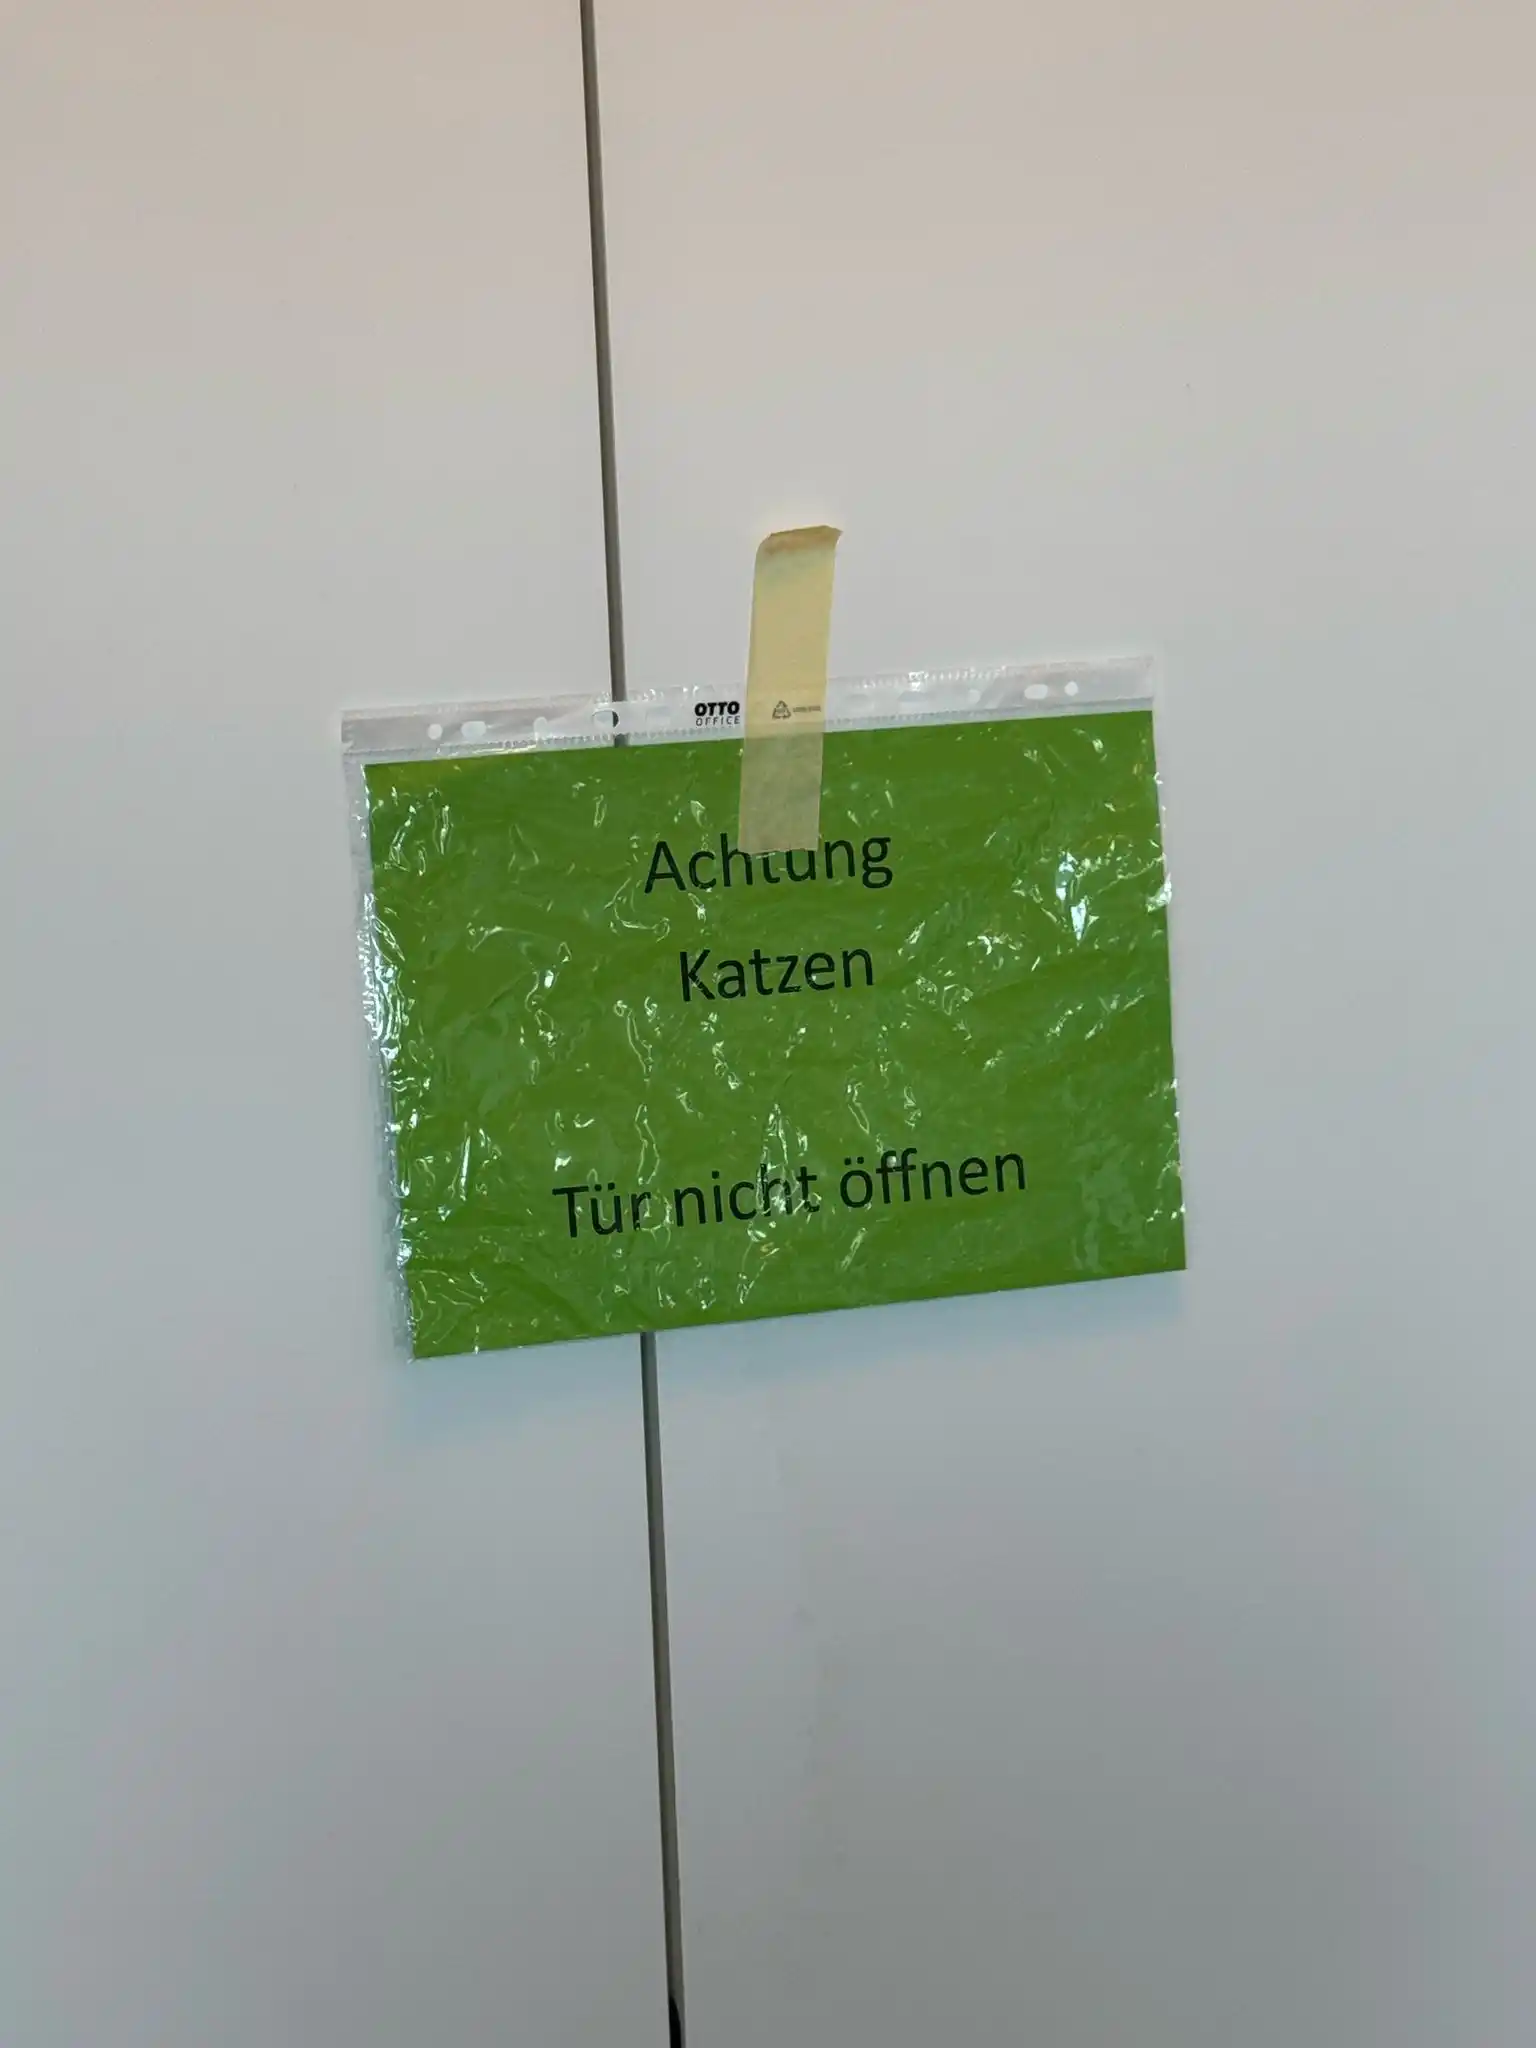 OTTO
OFFICE
Achtung
Katzen
Tür nicht öffnen